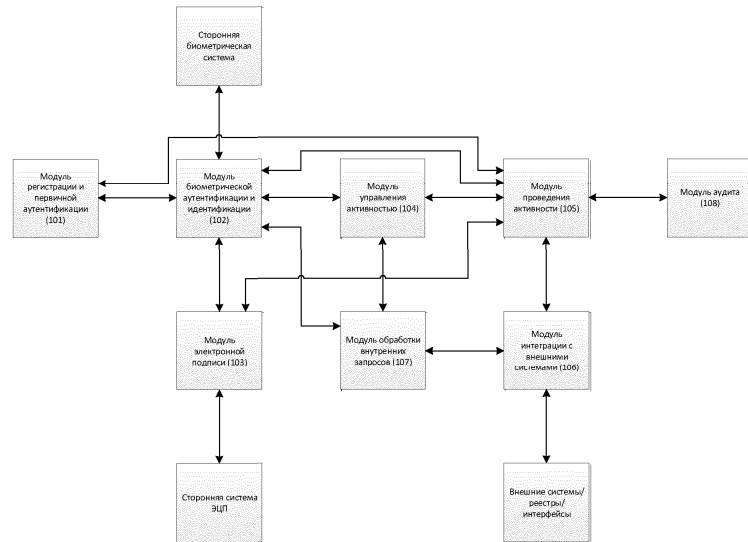 Сторонняя
биометрическая
система
Модуль
регистрации и
первичной
аутентификации
(101)
Модуль
биометрической
аутентификации и
идентификации
(102)
Модуль
управления
активностью (104)
Модуль
проведения
активности (105)
Модуль аудита
(108)
Модуль
электронной
подписи (103)
Модуль обработки
внутренних
запросов (107)
Модуль
интеграции с
внешними
системами (106)
Сторонняя система
ЭЦП
Внешние системы/
реестры/
интерфейсы